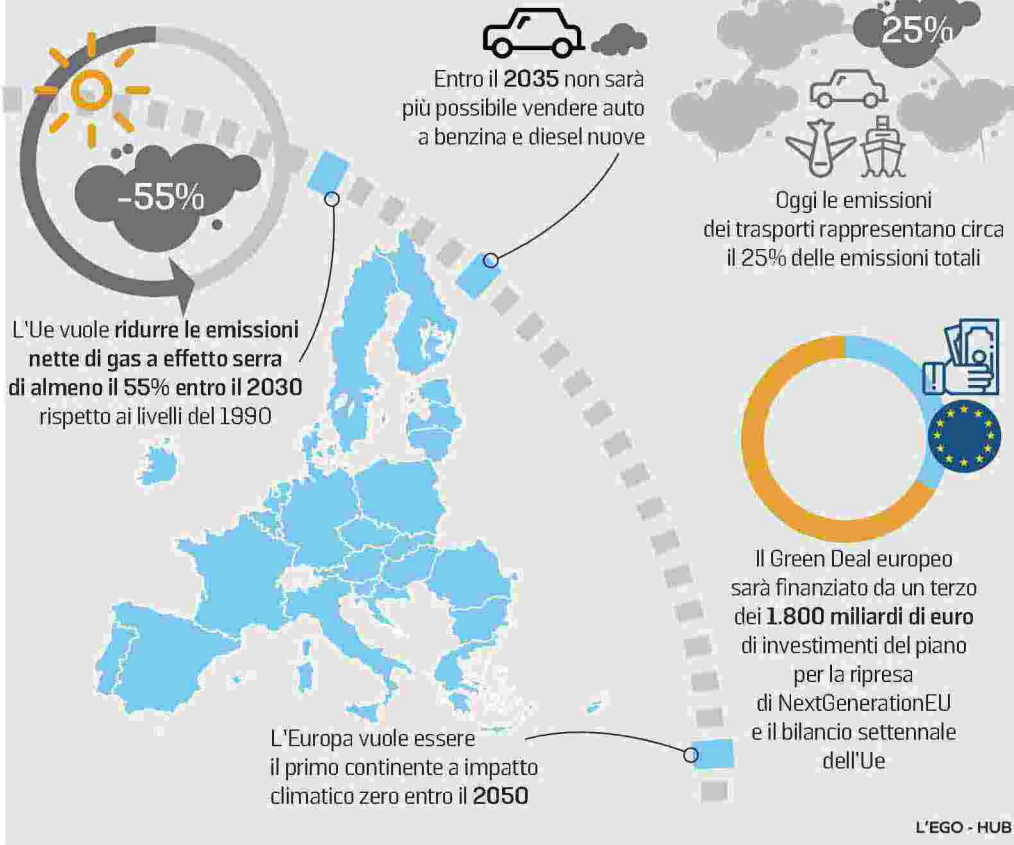 -55%
L'Ue vuole ridurre le emissioni
nette di gas a effetto serra
di almeno il 55% entro il 2030
rispetto ai livelli del 1990
Entro il 2035 non sarà
più possibile vendere auto
a benzina e diesel nuove
25%
Oggi le emissioni
dei trasporti rappresentano circa
il 25% delle emissioni totali
Il Green Deal europeo
sarà finanziato da un terzo
dei 1.800 miliardi di euro
di investimenti del piano
per la ripresa
di NextGenerationEU
e il bilancio settennale
dell'Ue
L'Europa vuole essere
il primo continente a impatto
climatico zero entro il 2050
L'EGO - HUB